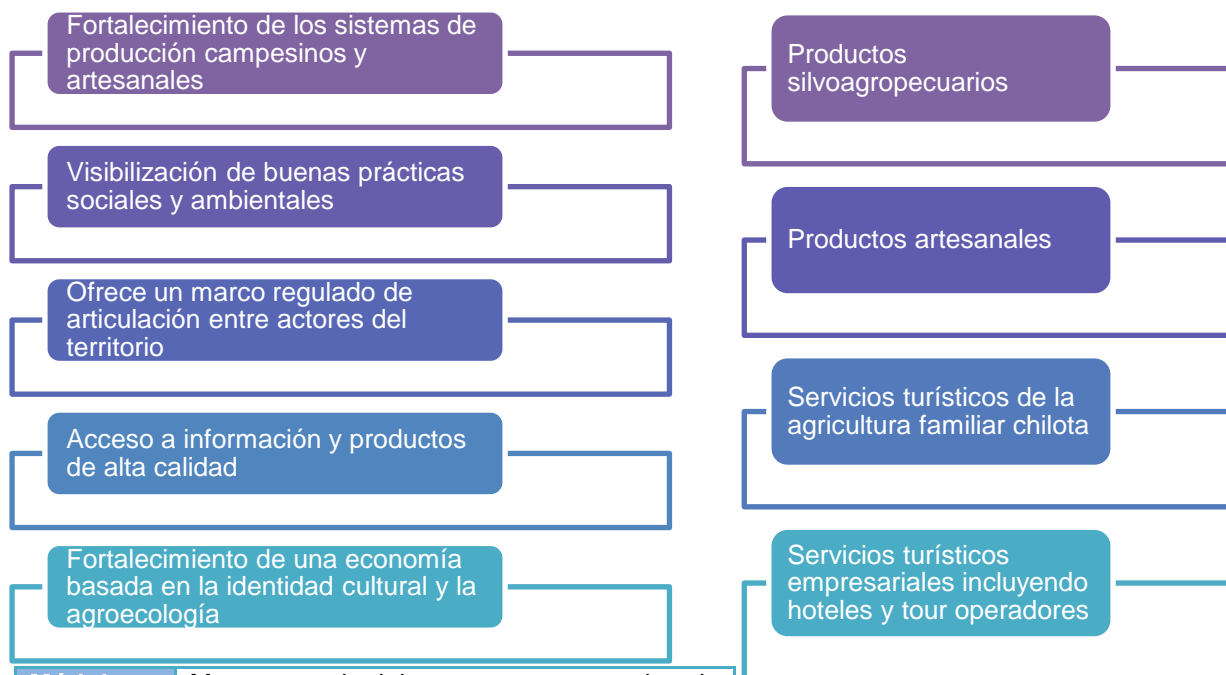 Fortalecimiento de los sistemas de
producción campesinos y
artesanales
Visibilización de buenas prácticas
sociales y ambientales
Ofrece un marco regulado de
articulación entre actores del
territorio
Acceso a información y productos
de alta calidad
Fortalecimiento de una economía
basada en la identidad cultural y la
agroecología
Productos
silvoagropecuarios
Productos artesanales
Servicios turísticos de la
agricultura familiar chilota
Servicios turísticos
empresariales incluyendo
hoteles y tour operadores